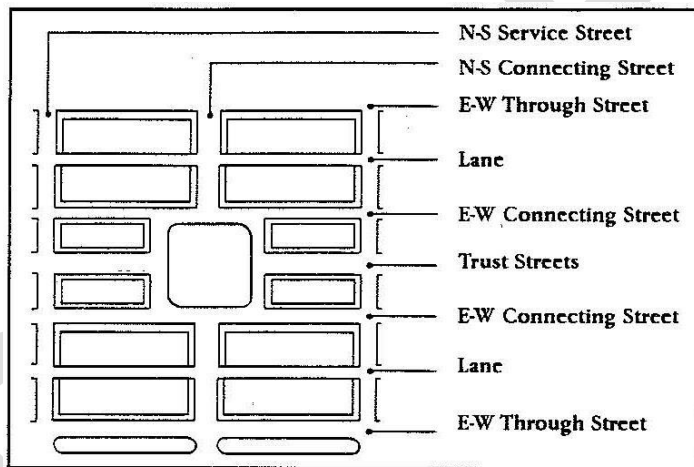 N-S Service Street
N-S Connecting Street
E-W Through Street
Lane
E-W Connecting Street
Trust Streets
E-W Connecting Street
Lane
E-W Through Street